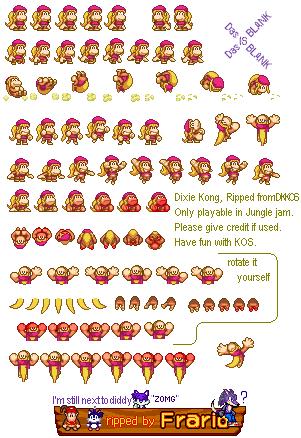 Das IS BLANK
Das IS BLANK
Dixie Kong, Ripped fromDKKOS
Only playable in Jungle jam.
Please give credit if used.
Have fun with KOS.
rotate it
yourself
I'm still next to diddy
"ZOMG"
?
ripped by Frario